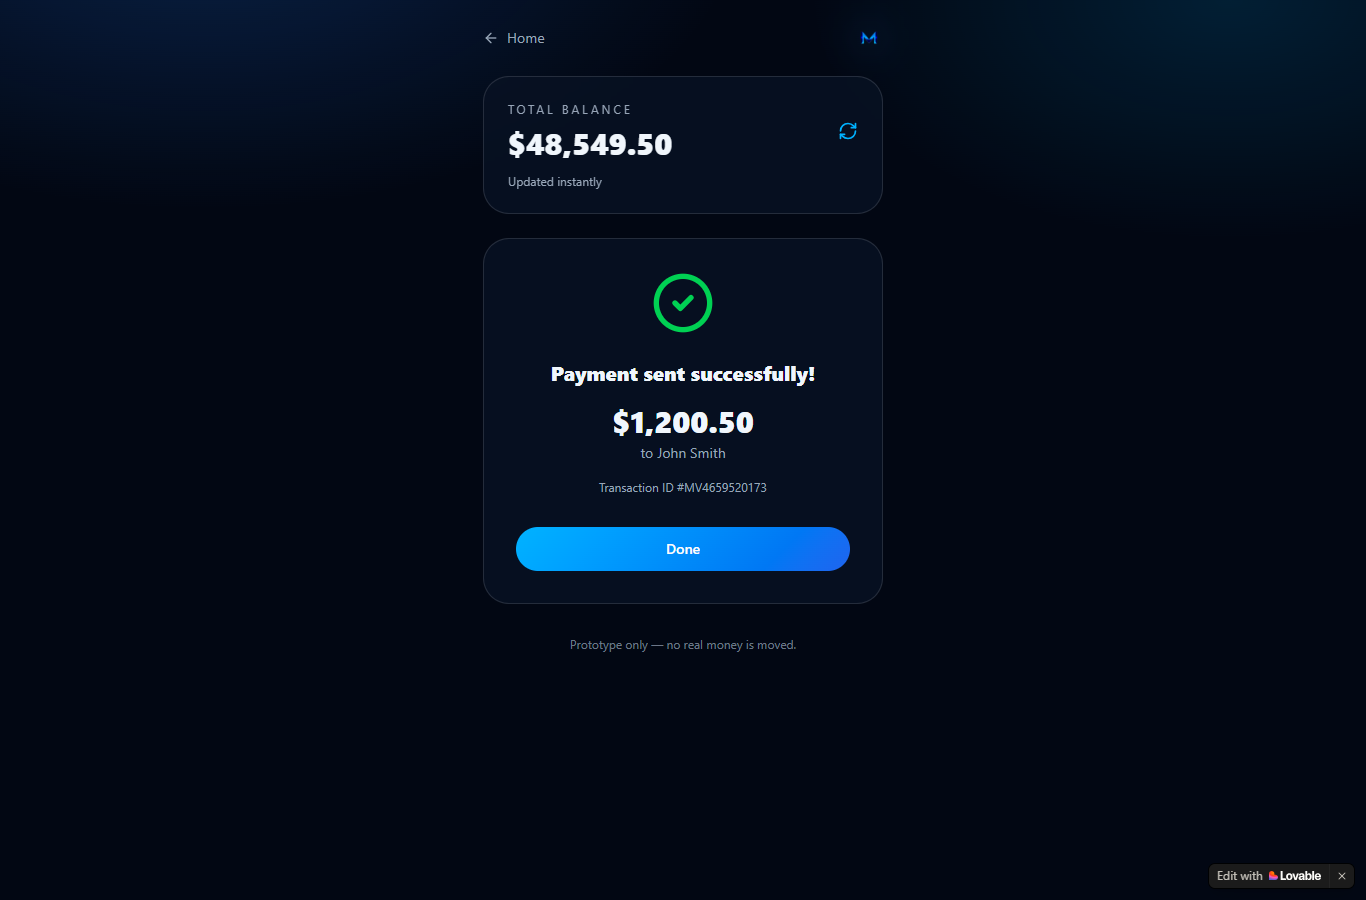 Home
TOTAL BALANCE
$48,549.50
Updated instantly
Payment sent successfully!
$1,200.50
to John Smith
Transaction ID #MV4659520173
Done
Prototype only — no real money is moved.
Edit with Lovable